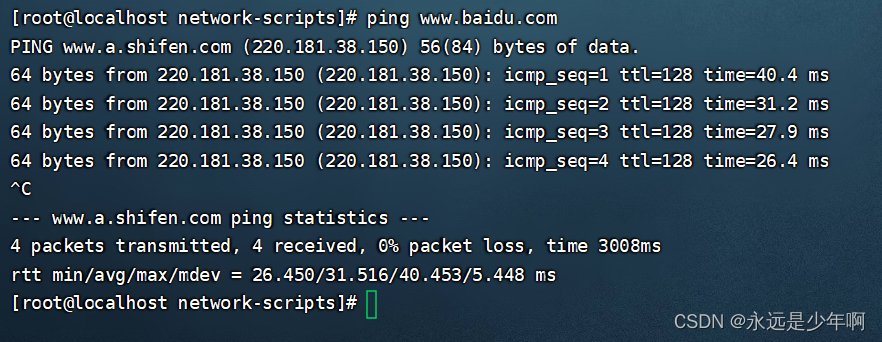 [root@localhost network-scripts]# ping www.baidu.com
PING www.a.shifen.com (220.181.38.150) 56(84) bytes of data.
64 bytes from 220.181.38.150 (220.181.38.150): icmp_seq=1 ttl=128 time=40.4 ms
64 bytes from 220.181.38.150 (220.181.38.150): icmp_seq=2 ttl=128 time=31.2 ms
64 bytes from 220.181.38.150 (220.181.38.150): icmp_seq=3 ttl=128 time=27.9 ms
64 bytes from 220.181.38.150 (220.181.38.150): icmp_seq=4 ttl=128 time=26.4 ms
^C
--- www.a.shifen.com ping statistics ---
4 packets transmitted, 4 received, 0% packet loss, time 3008ms
rtt min/avg/max/mdev = 26.450/31.516/40.453/5.448 ms
[root@localhost network-scripts]#
CSDN @永远是少年啊